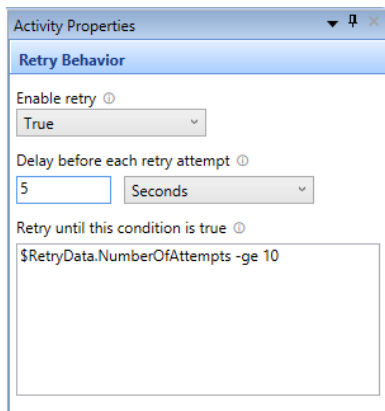 Activity Properties
Retry Behavior
Enable retry
True
Delay before each retry attempt
5 Seconds
Retry until this condition is true
$RetryData.NumberOfAttempts -ge 10